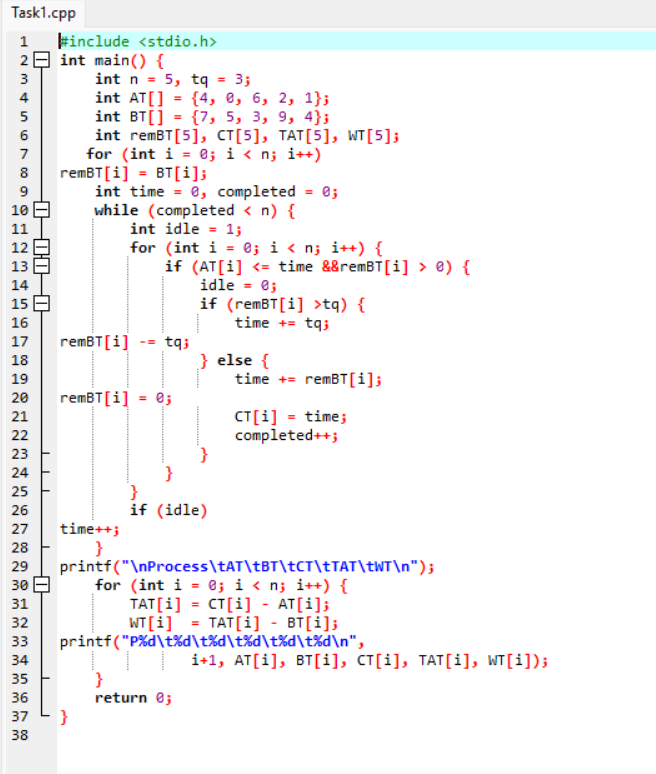 Task1.cpp
1 #include <stdio.h>
2 int main() {
3 int n = 5, tq = 3;
4 int AT[] = {4, 0, 6, 2, 1};
5 int BT[] = {7, 5, 3, 9, 4};
6 int remBT[5], CT[5], TAT[5], WT[5];
7 for (int i = 0; i < n; i++)
8 remBT[i] = BT[i];
9 int time = 0, completed = 0;
10 while (completed < n) {
11 int idle = 1;
12 for (int i = 0; i < n; i++) {
13 if (AT[i] <= time &&remBT[i] > 0) {
14 idle = 0;
15 if (remBT[i] >tq) {
16 time += tq;
17 remBT[i] -= tq;
18 } else {
19 time += remBT[i];
20 remBT[i] = 0;
21 CT[i] = time;
22 completed++;
23 }
24 }
25 }
26 if (idle)
27 time++;
28 }
29 printf("\nProcess\tAT\tBT\tCT\tTAT\tWT\n");
30 for (int i = 0; i < n; i++) {
31 TAT[i] = CT[i] - AT[i];
32 WT[i]  = TAT[i] - BT[i];
33 printf("P%d\t%d\t%d\t%d\t%d\t%d\n",
34 i+1, AT[i], BT[i], CT[i], TAT[i], WT[i]);
35 }
36 return 0;
37 }
38